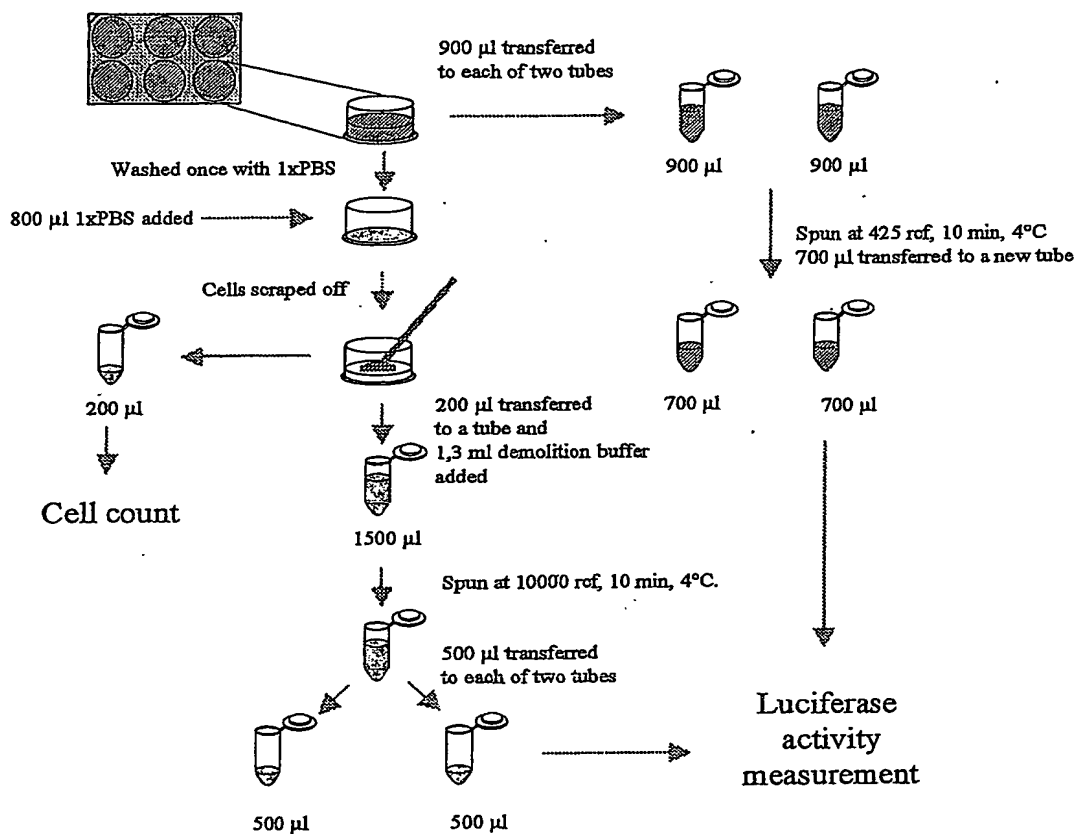 900 µl transferred
to each of two tubes
900 µl
900 µl
Washed once with 1xPBS
800 µl 1xPBS added
Spun at 425 rcf, 10 min, 4°C
700 µl transferred to a new tube
Cells scraped off
200 µl
700 µl
700 µl
200 µl transferred
to a tube and
1,3 ml demolition buffer
added
Cell count
1500 µl
Spun at 10000 rcf, 10 min, 4°C.
500 µl transferred
to each of two tubes
Luciferase
activity
measurement
500 µl
500 µl